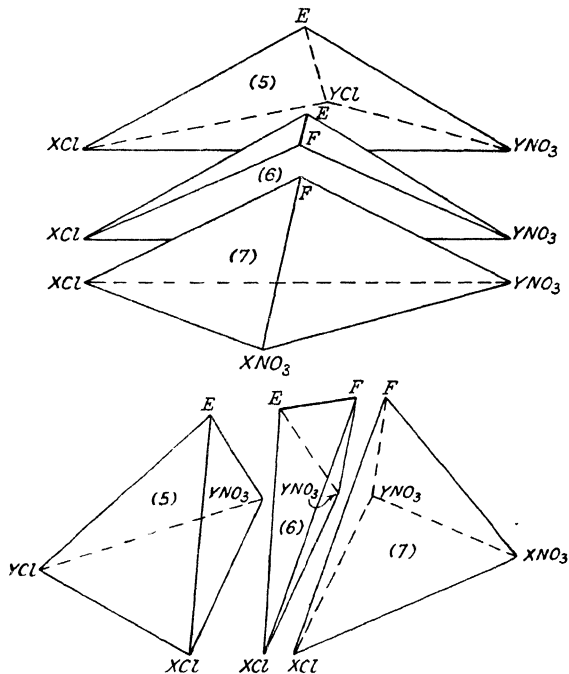 E
(5)
YCl
E
XCl
YNO3
F
(6)
F
XCl
YNO3
(7)
XCl
YNO3
XNO3
E
E
F
F
(5)
YNO3
YNO3
YNO3
(6)
(7)
XNO3
YCl
XCl
XCl
XCl